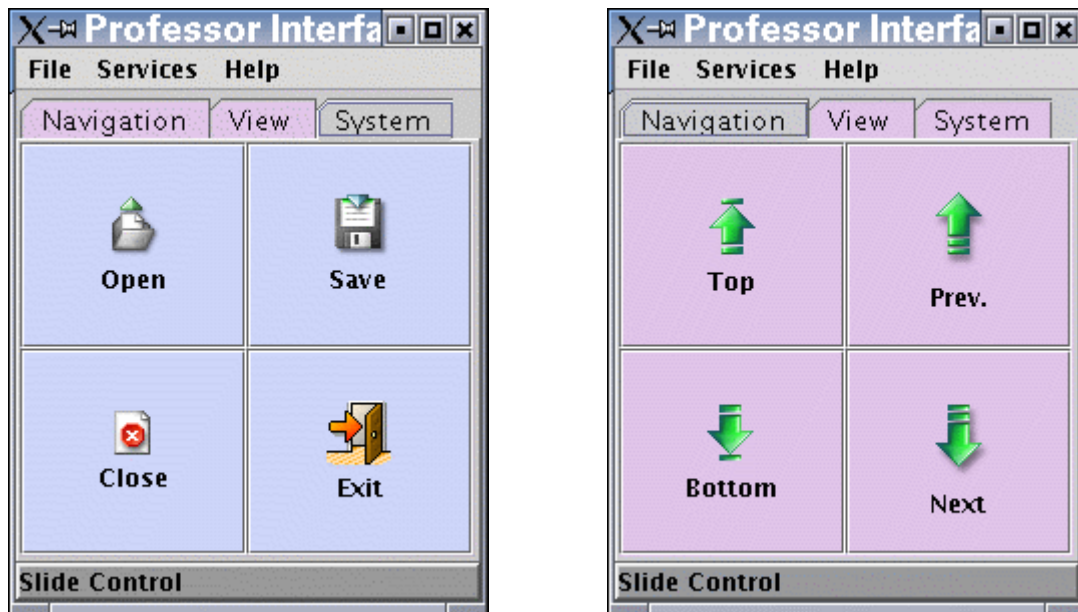 Professor Interfa
File Services Help
Navigation View System
Open Save
Close Exit
Slide Control
Professor Interfa
File Services Help
Navigation View System
Top Prev.
Bottom Next
Slide Control